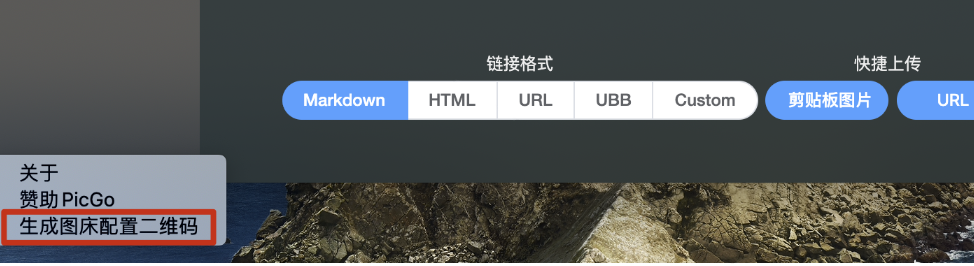 链接格式
快捷上传
Markdown
HTML
URL
UBB
Custom
剪贴板图片
URL
关于
赞助PicGo
生成图床配置二维码